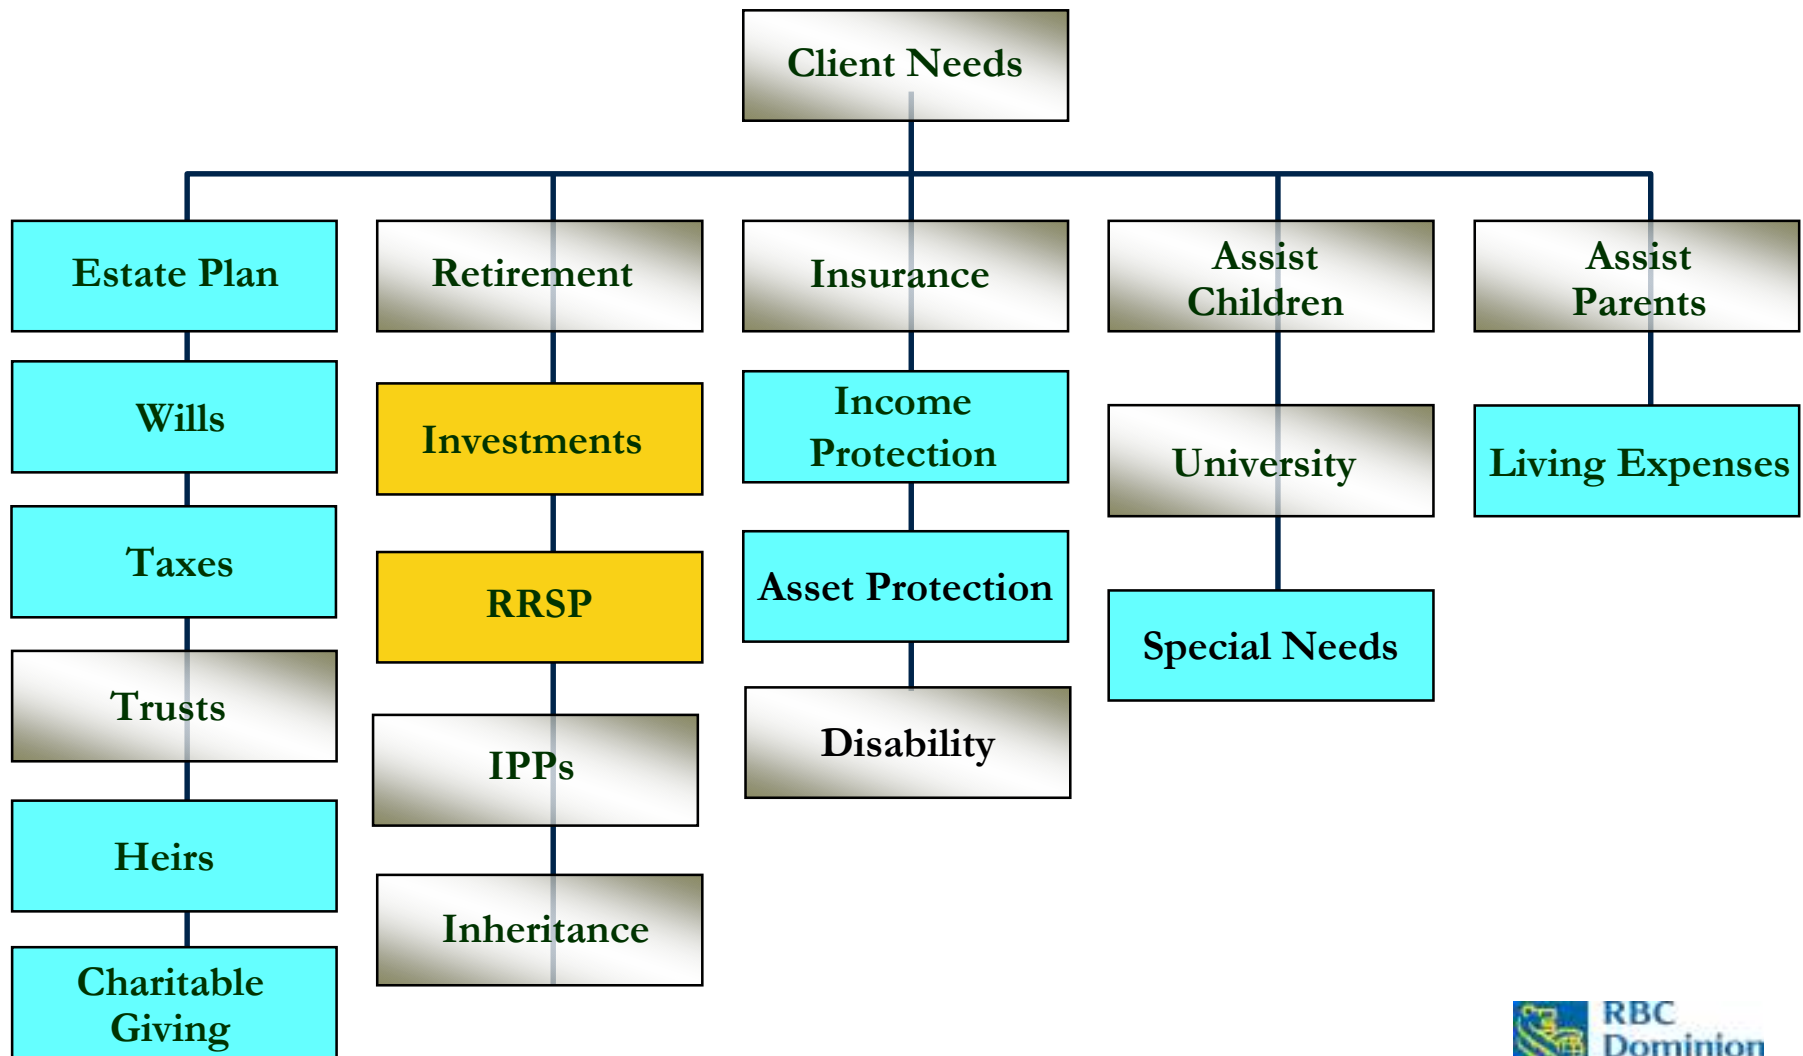 Client Needs
Estate Plan
Wills
Taxes
Trusts
Heirs
Charitable
Giving
Retirement
Investments
RRSP
IPPs
Inheritance
Insurance
Income
Protection
Asset Protection
Disability
Assist
Children
University
Special Needs
Assist
Parents
Living Expenses
RBC
Dominion